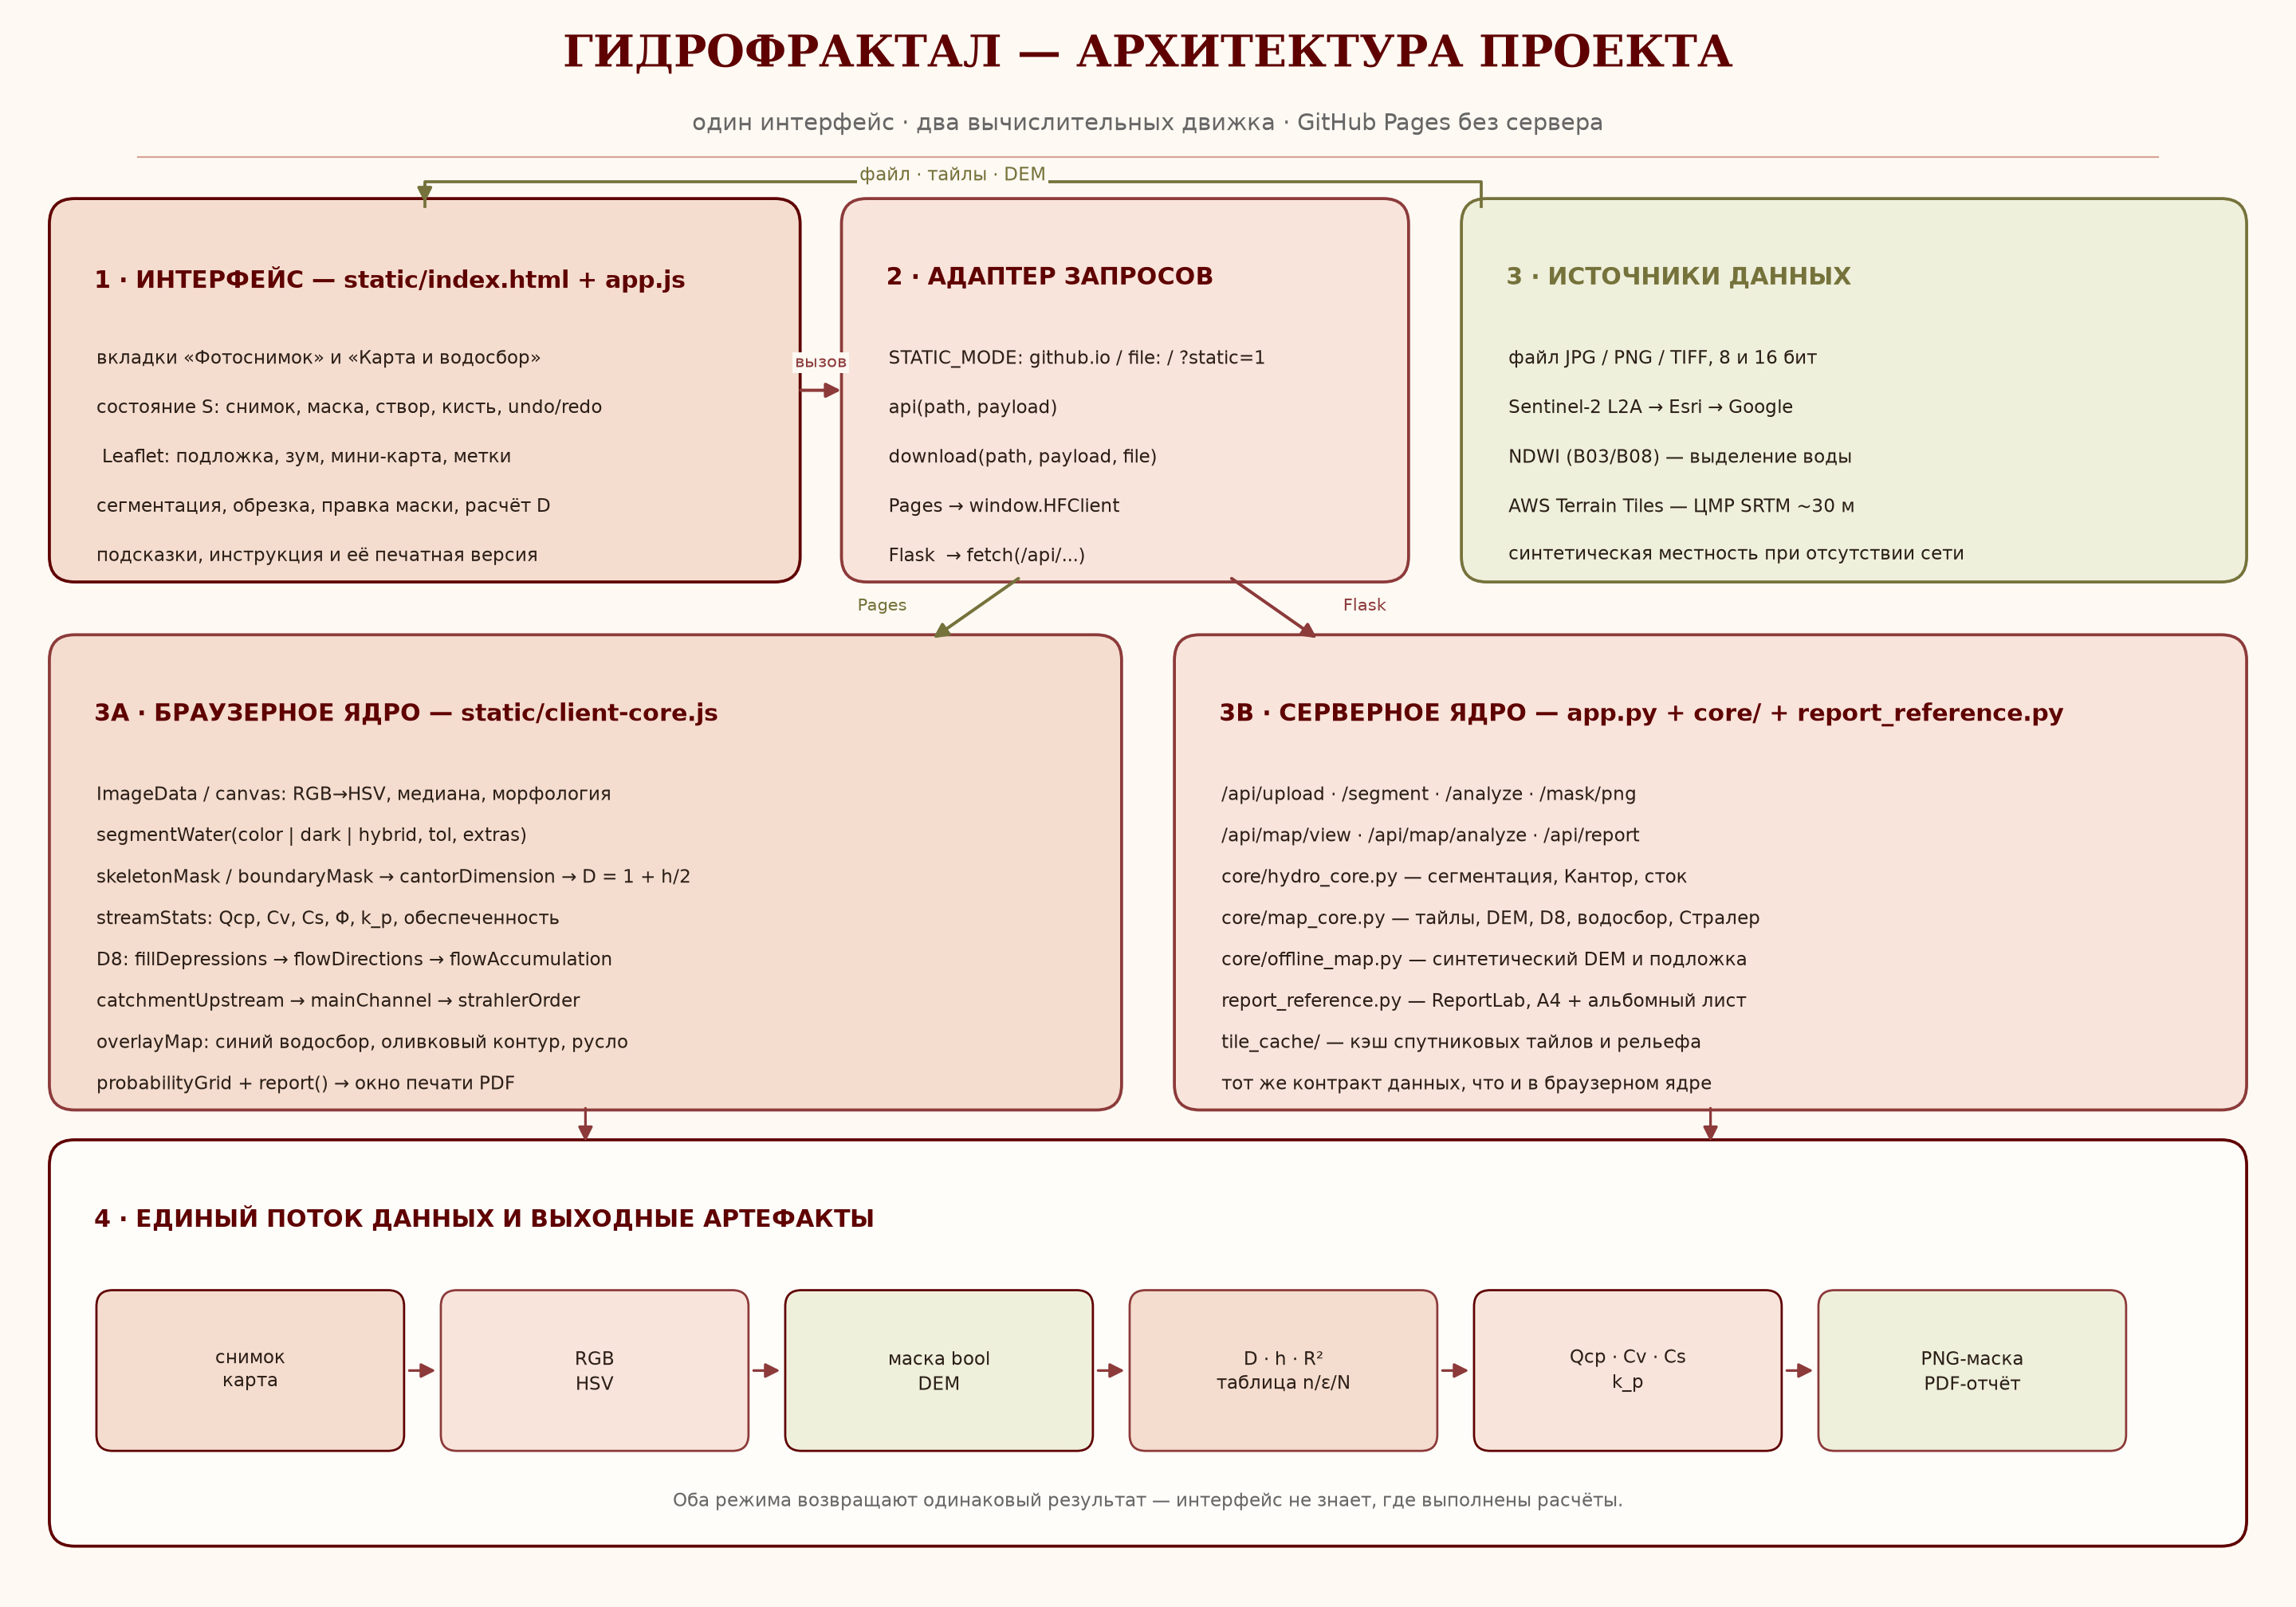 ГИДРОФРАКТАЛ — АРХИТЕКТУРА ПРОЕКТА
один интерфейс · два вычислительных движка · GitHub Pages без сервера
файл · тайлы · DEM
1 · ИНТЕРФЕЙС — static/index.html + app.js
вкладки «Фотоснимок» и «Карта и водосбор»
состояние S: снимок, маска, створ, кисть, undo/redo
Leaflet: подложка, зум, мини-карта, метки
сегментация, обрезка, правка маски, расчёт D
подсказки, инструкция и её печатная версия
вызов
2 · АДАПТЕР ЗАПРОСОВ
STATIC_MODE: github.io / file: / ?static=1
api(path, payload)
download(path, payload, file)
Pages → window.HFClient
Flask → fetch(/api/...)
3 · ИСТОЧНИКИ ДАННЫХ
файл JPG / PNG / TIFF, 8 и 16 бит
Sentinel-2 L2A → Esri → Google
NDWI (B03/B08) — выделение воды
AWS Terrain Tiles — ЦМР SRTM ~30 м
синтетическая местность при отсутствии сети
Pages
Flask
3A · БРАУЗЕРНОЕ ЯДРО — static/client-core.js
ImageData / canvas: RGB→HSV, медиана, морфология
segmentWater(color | dark | hybrid, tol, extras)
skeletonMask / boundaryMask → cantorDimension → D = 1 + h/2
streamStats: Qср, Cv, Cs, Φ, k_p, обеспеченность
D8: fillDepressions → flowDirections → flowAccumulation
catchmentUpstream → mainChannel → strahlerOrder
overlayMap: синий водосбор, оливковый контур, русло
probabilityGrid + report() → окно печати PDF
3B · СЕРВЕРНОЕ ЯДРО — app.py + core/ + report_reference.py
/api/upload · /segment · /analyze · /mask/png
/api/map/view · /api/map/analyze · /api/report
core/hydro_core.py — сегментация, Кантор, сток
core/map_core.py — тайлы, DEM, D8, водосбор, Стралер
core/offline_map.py — синтетический DEM и подложка
report_reference.py — ReportLab, A4 + альбомный лист
tile_cache/ — кэш спутниковых тайлов и рельефа
тот же контракт данных, что и в браузерном ядре
4 · ЕДИНЫЙ ПОТОК ДАННЫХ И ВЫХОДНЫЕ АРТЕФАКТЫ
снимок
карта
RGB
HSV
маска bool
DEM
D · h · R²
таблица n/ε/N
Qср · Cv · Cs
k_p
PNG-маска
PDF-отчёт
Оба режима возвращают одинаковый результат — интерфейс не знает, где выполнены расчёты.